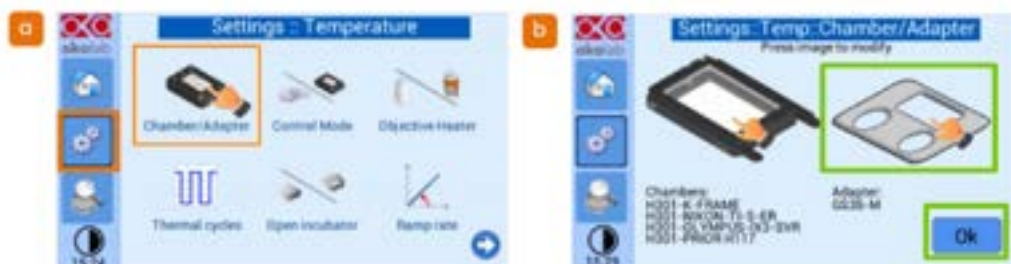 a
Settings :: Temperature
okolab
Chamber/Adapter
Control Mode
Objective Heater
Thermal cycles
Open incubator
Ramp rate
b
Settings::Temp::Chamber/Adapter
Press image to modify
okolab
Chambers:
H301-K-FRAME
H301-NIKON-TI-S-ER
H301-OLYMPUS-IX3-SVR
H301-PRIOR-H117
Adapter:
GS35-M
Ok